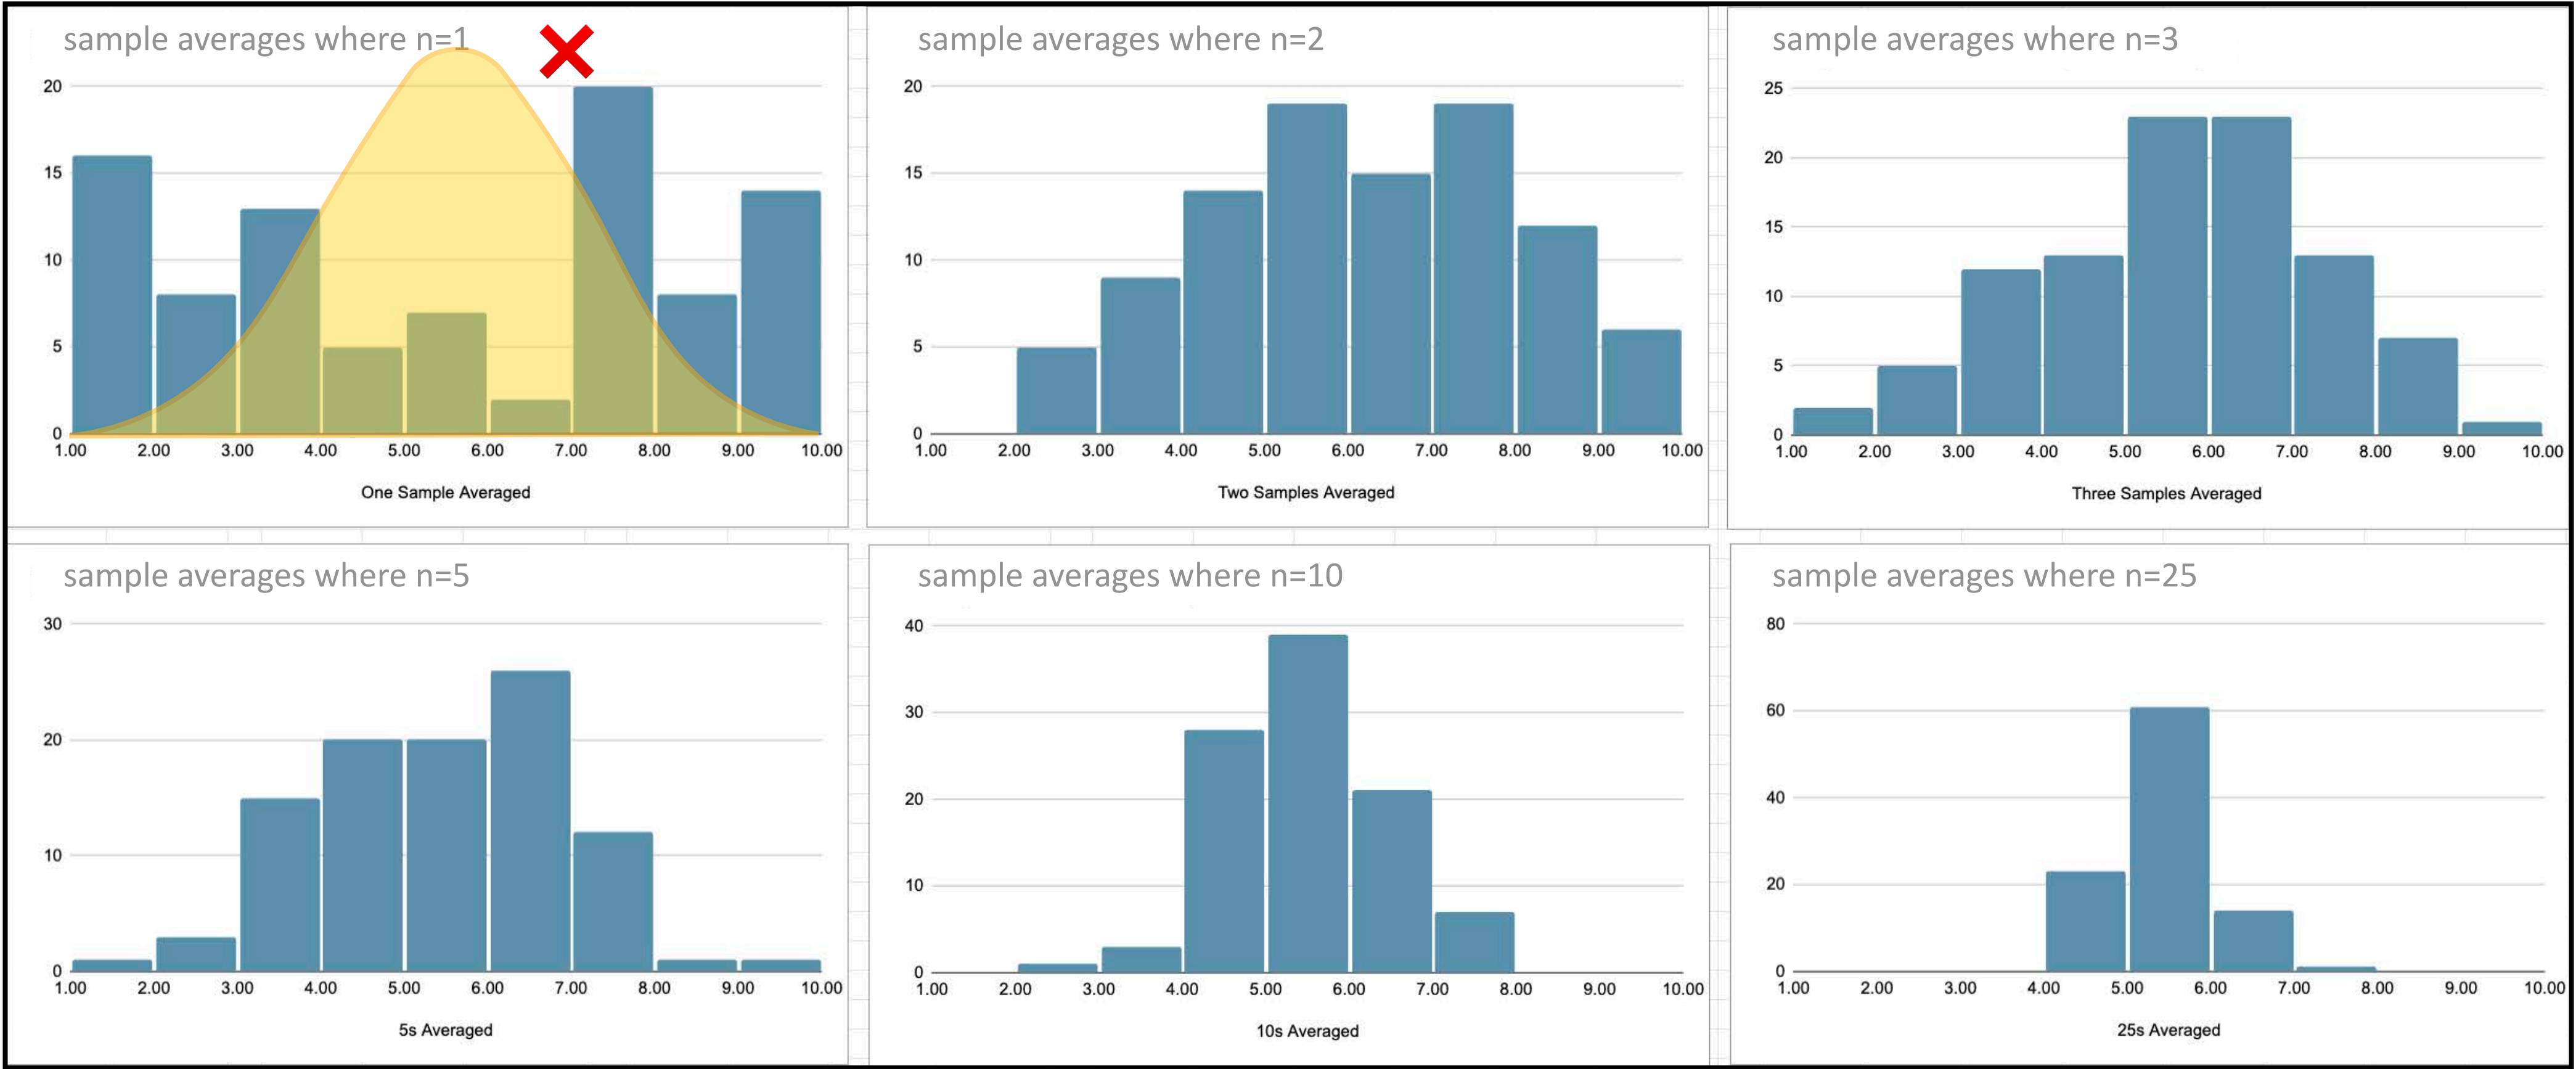 sample averages where n=1
20
15
10
5
0
1.00 2.00 3.00 4.00 5.00 6.00 7.00 8.00 9.00 10.00
One Sample Averaged
sample averages where n=2
20
15
10
5
0
1.00 2.00 3.00 4.00 5.00 6.00 7.00 8.00 9.00 10.00
Two Samples Averaged
sample averages where n=3
25
20
15
10
5
0
1.00 2.00 3.00 4.00 5.00 6.00 7.00 8.00 9.00 10.00
Three Samples Averaged
sample averages where n=5
30
20
10
0
1.00 2.00 3.00 4.00 5.00 6.00 7.00 8.00 9.00 10.00
5s Averaged
sample averages where n=10
40
30
20
10
0
1.00 2.00 3.00 4.00 5.00 6.00 7.00 8.00 9.00 10.00
10s Averaged
sample averages where n=25
80
60
40
20
0
1.00 2.00 3.00 4.00 5.00 6.00 7.00 8.00 9.00 10.00
25s Averaged